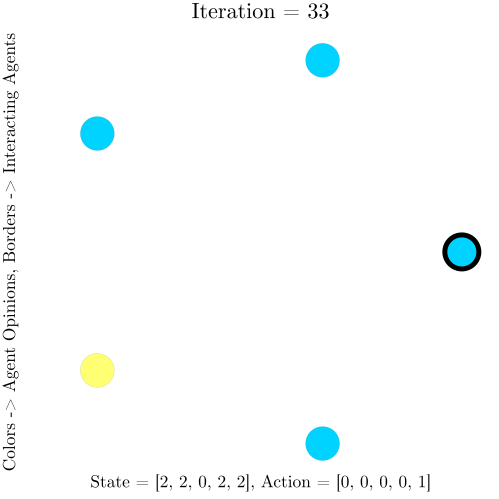 Iteration = 33
Colors -> Agent Opinions, Borders -> Interacting Agents
State = [2, 2, 0, 2, 2], Action = [0, 0, 0, 0, 1]